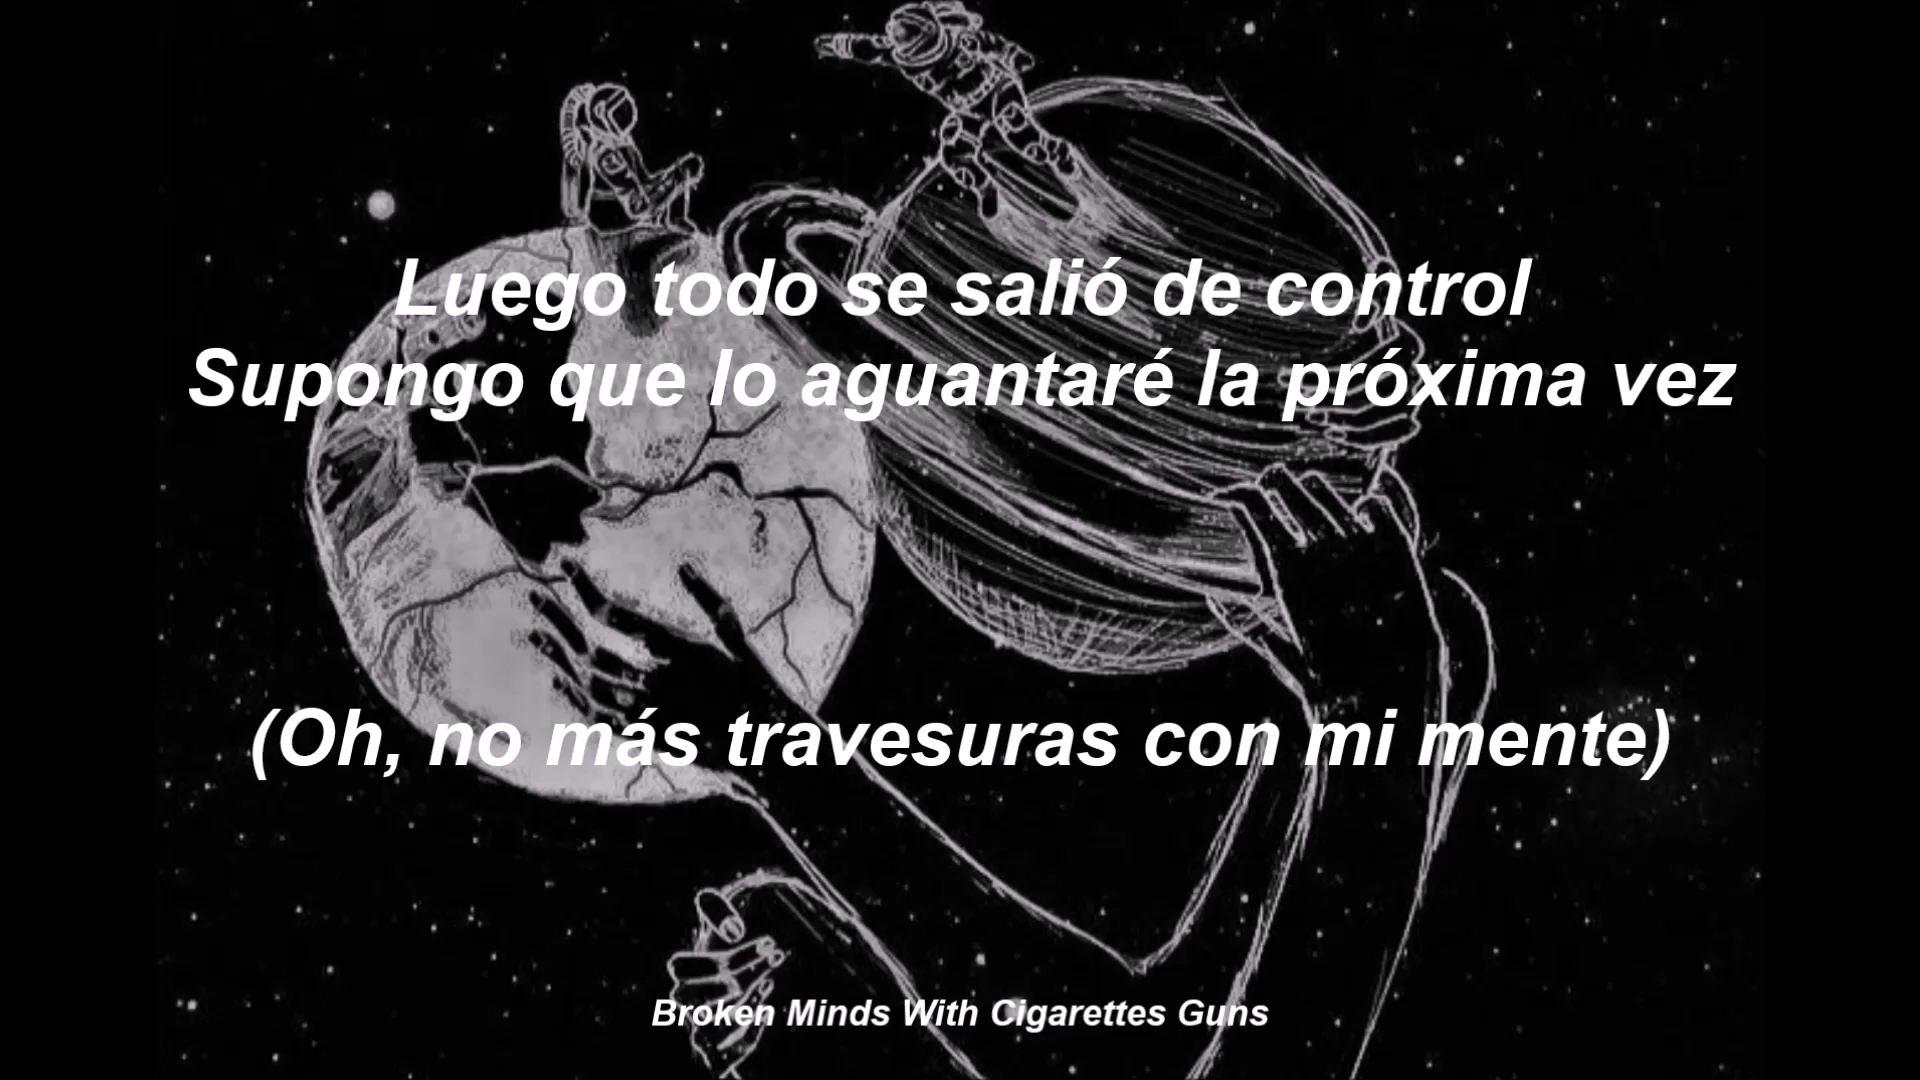 Luego todo se salió de control
Supongo que lo aguantaré la próxima vez
(Oh, no más travesuras con mi mente)
Broken Minds With Cigarettes Guns